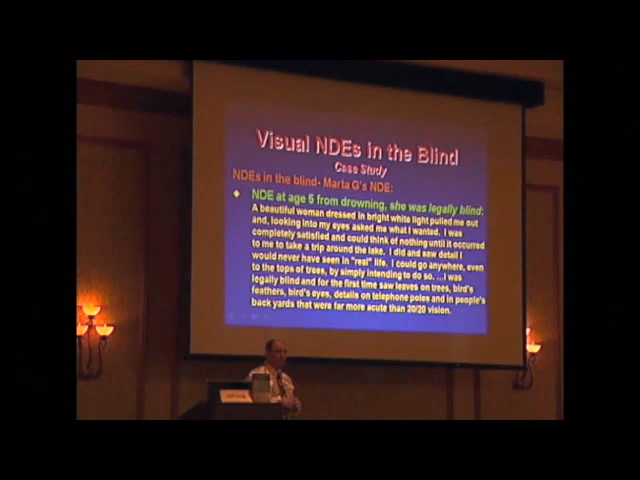 Visual NDEs in the Blind
Case Study
NDEs in the blind- Marta G's NDE:
NDE at age 5 from drowning, she was legally blind:
A beautiful woman dressed in bright white light pulled me out
and, looking into my eyes asked me what I wanted. I was
completely satisfied and could think of nothing until it occurred
to me to take a trip around the lake. I did and saw detail I
would never have seen in "real" life. I could go anywhere, even
to the tops of trees, by simply intending to do so. ...I was
legally blind and for the first time saw leaves on trees, bird's
feathers, bird's eyes, details on telephone poles and in people's
back yards that were far more acute than 20/20 vision.